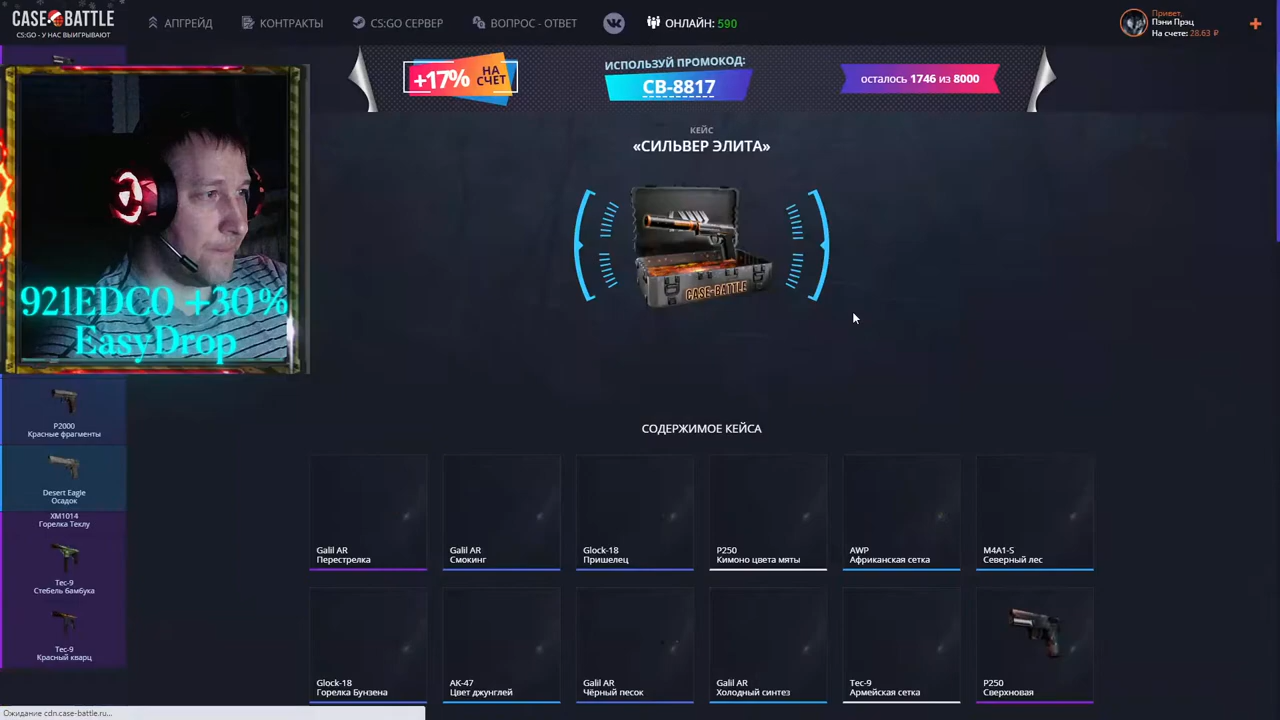 CASE BATTLE
CS:GO - У НАС ВЫИГРЫВАЮТ
АПГРЕЙД
КОНТРАКТЫ
CS:GO СЕРВЕР
ВОПРОС - ОТВЕТ
ОНЛАЙН: 590
Привет,
Пэни Прэц
На счете: 28.63 ₽
+
+17% НА СЧЕТ
ИСПОЛЬЗУЙ ПРОМОКОД:
CB-8817
осталось 1746 из 8000
КЕЙС
«СИЛЬВЕР ЭЛИТА»
CASE-BATTLE
921EDC0 +30%
EasyDrop
P2000
Красные фрагменты
Desert Eagle
Осадок
XM1014
Горелка Теклу
Tec-9
Стебель бамбука
Tec-9
Красный кварц
СОДЕРЖИМОЕ КЕЙСА
Galil AR
Перестрелка
Galil AR
Смокинг
Glock-18
Пришелец
P250
Кимоно цвета мяты
AWP
Африканская сетка
M4A1-S
Северный лес
Glock-18
Горелка Бунзена
AK-47
Цвет джунглей
Galil AR
Чёрный песок
Galil AR
Холодный синтез
Tec-9
Армейская сетка
P250
Сверхновая
Ожидание cdn.case-battle.ru...